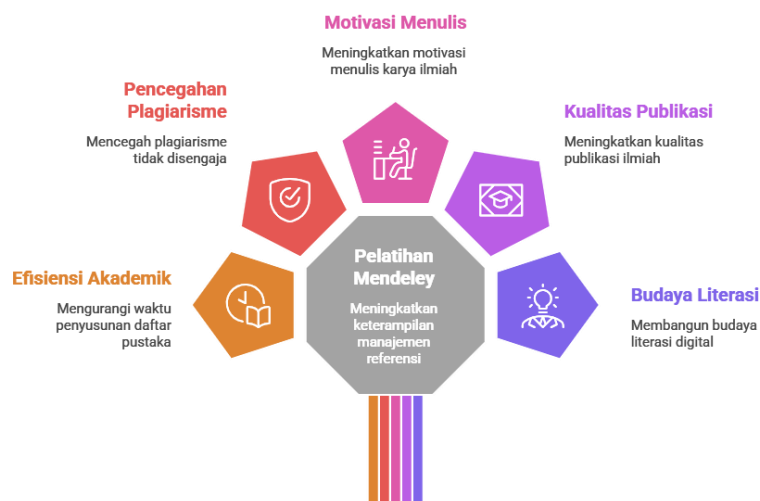 Motivasi Menulis
Meningkatkan motivasi
menulis karya ilmiah
Pencegahan
Plagiarisme
Mencegah plagiarisme
tidak disengaja
Kualitas Publikasi
Meningkatkan kualitas
publikasi ilmiah
Efisiensi Akademik
Mengurangi waktu
penyusunan daftar
pustaka
Pelatihan
Mendeley
Meningkatkan
keterampilan
manajemen
referensi
Budaya Literasi
Membangun budaya
literasi digital